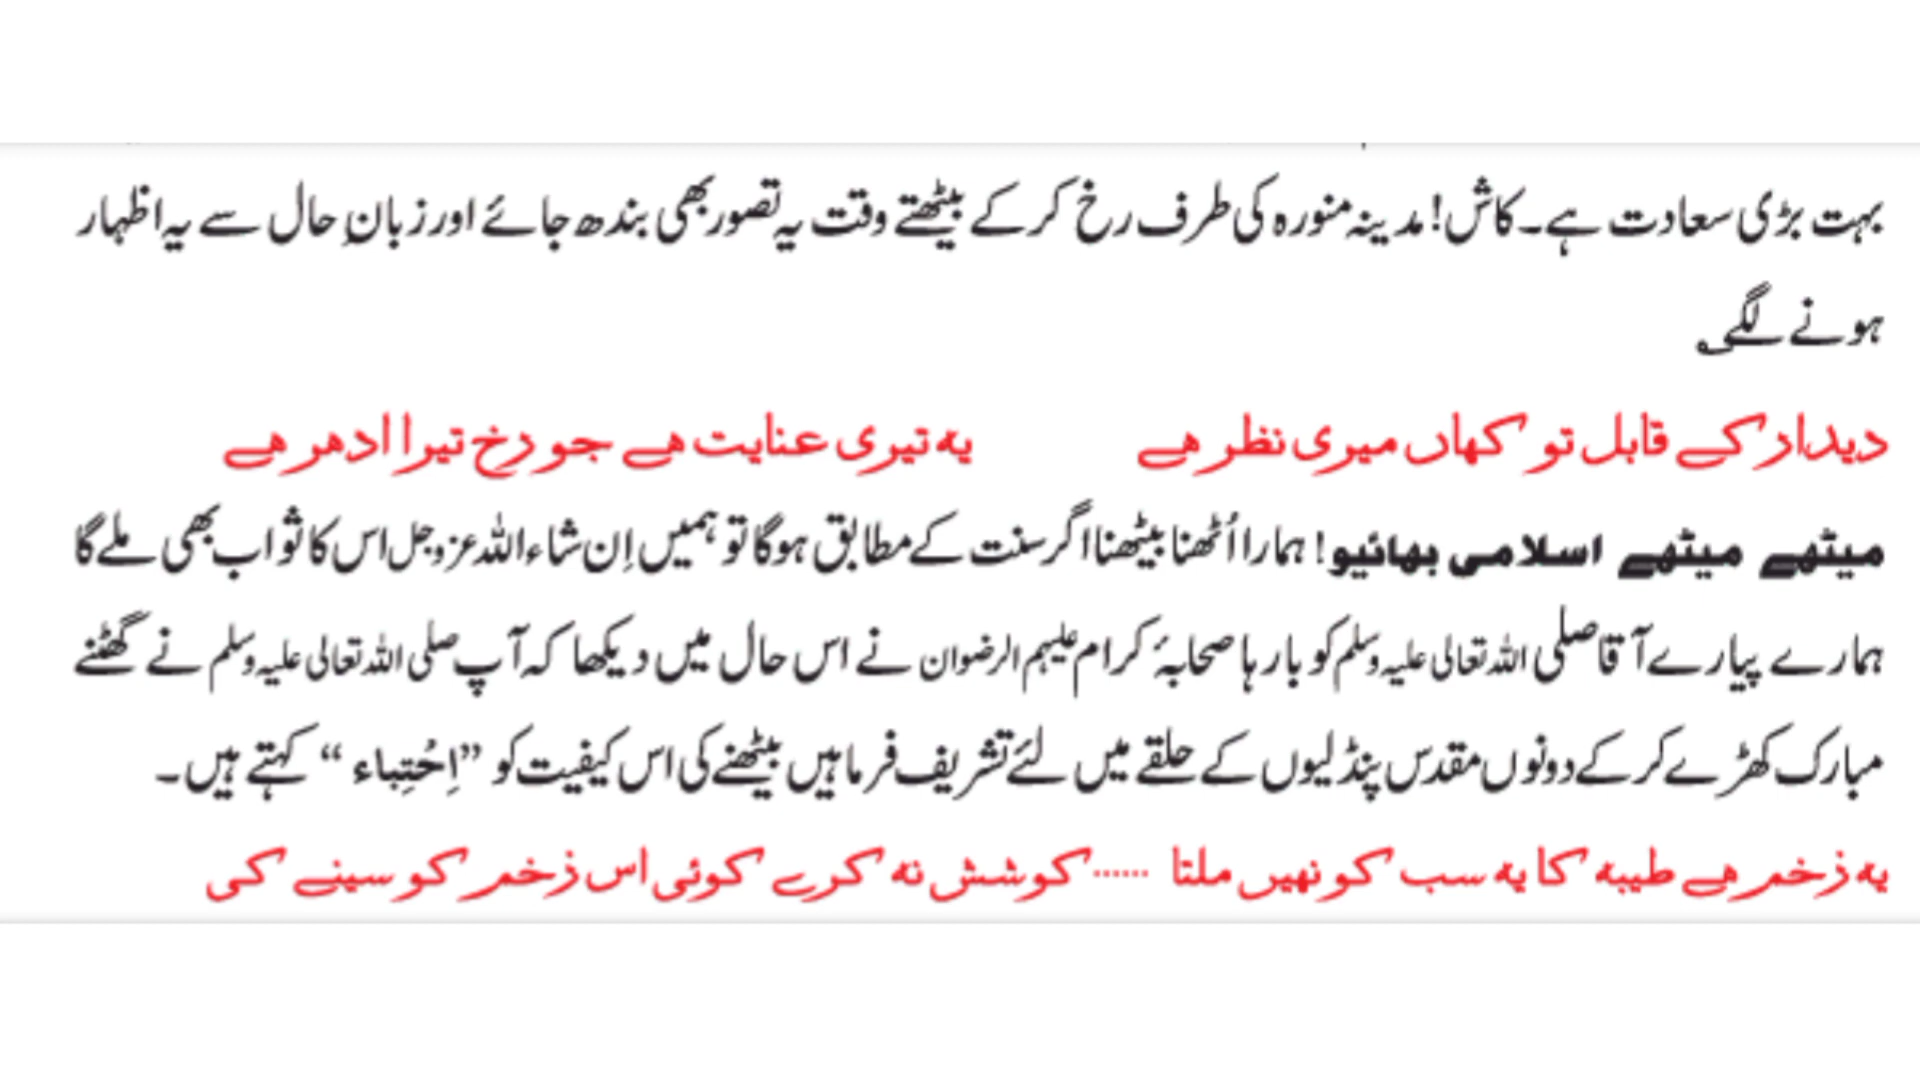 بہت بڑی سعادت ہے۔ کاش! مدینہ منورہ کی طرف رخ کر کے بیٹھتے وقت یہ تصور بھی بندھ جائے اور زبانِ حال سے یہ اظہار
ہونے لگے؎
دیدار کے قابل تو کہاں میری نظر ہے یہ تیری عنایت ہے جو رخ تیرا ادھر ہے
میٹھے میٹھے اسلامی بھائیو! ہمارا اُٹھنا بیٹھنا اگر سنت کے مطابق ہوگا تو ہمیں اِن شاء اللہ عزوجل اس کا ثواب بھی ملے گا
ہمارے پیارے آقا صلی اللہ تعالی علیہ وسلم کو بارہا صحابۂ کرام علیہم الرضوان نے اس حال میں دیکھا کہ آپ صلی اللہ تعالی علیہ وسلم نے گھٹنے
مبارک کھڑے کر کے دونوں مقدس پنڈلیوں کے حلقے میں لئے تشریف فرما ہیں بیٹھنے کی اس کیفیت کو ”اِحُتِباء“ کہتے ہیں۔
یہ زخم ہے طیبہ کا یہ سب کو نہیں ملتا ...... کوشش نہ کرے کوئی اس زخم کو سینے کی